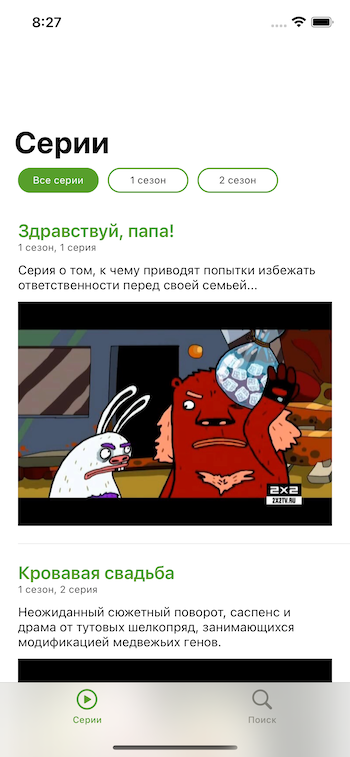 8:27
Серии
Все серии
1 сезон
2 сезон
Здравствуй, папа!
1 сезон, 1 серия
Серия о том, к чему приводят попытки избежать
ответственности перед своей семьей...
2x2
2X2TV.RU
Кровавая свадьба
1 сезон, 2 серия
Неожиданный сюжетный поворот, саспенс и
драма от тутовых шелкопряд, занимающихся
модификацией медвежьих генов.
Серии
Поиск